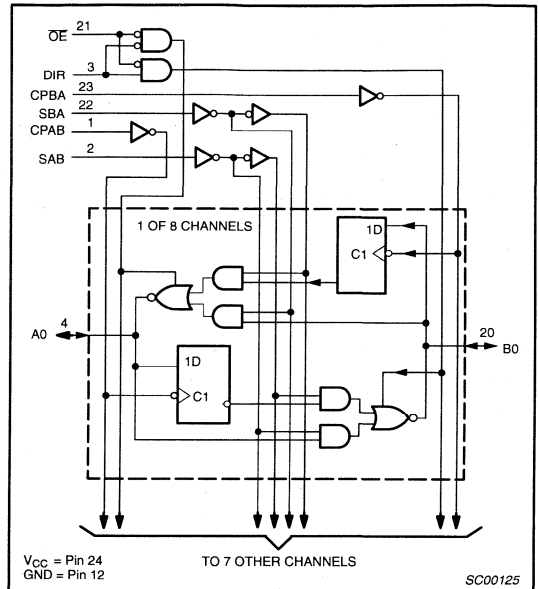 OE 21
DIR 3
CPBA 23
SBA 22
CPAB 1
SAB 2
1 OF 8 CHANNELS
1D
C1
A0 4
20 B0
1D
C1
TO 7 OTHER CHANNELS
VCC = Pin 24
GND = Pin 12
SC00125